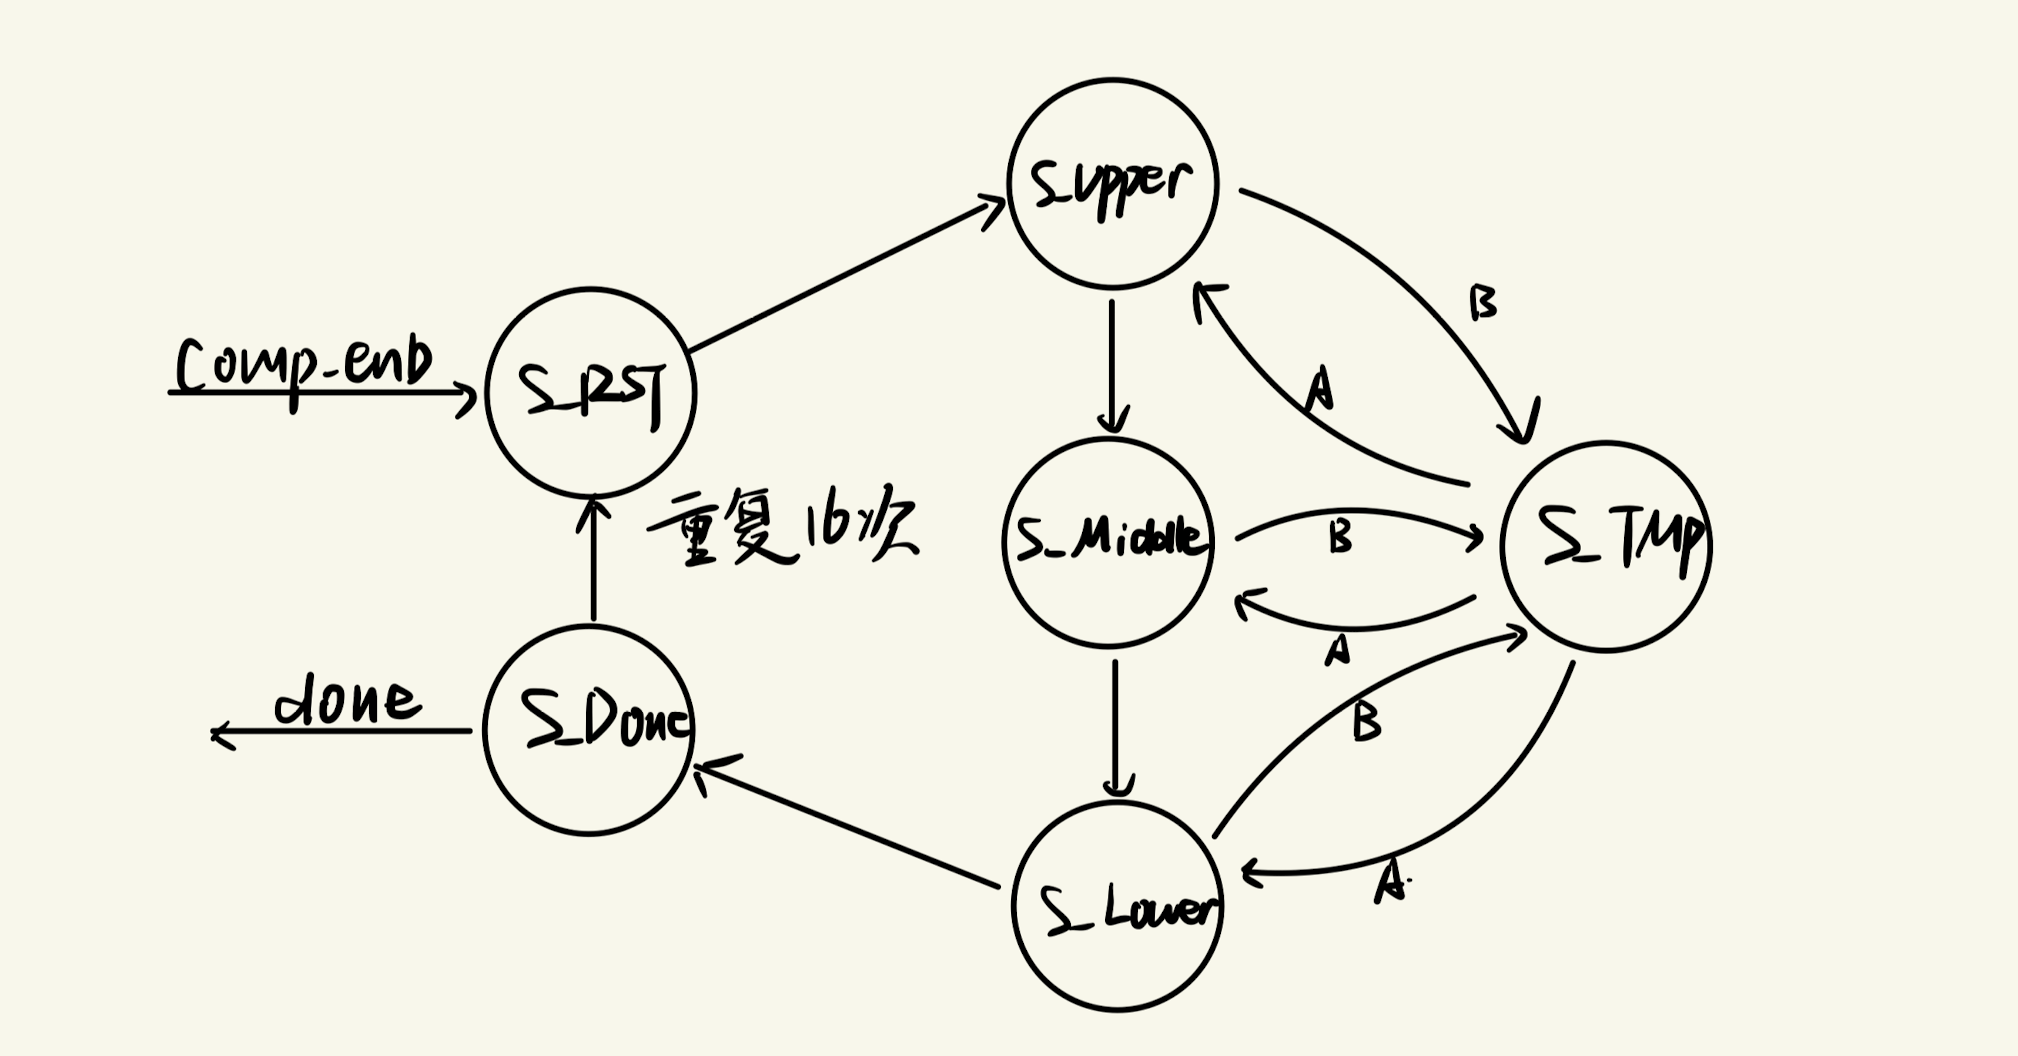 S_upper
B
Comp_enb
S_RST
A
重复16次
S_Middle
B
S_TMp
A
done
S_Done
B
S_Lower
A